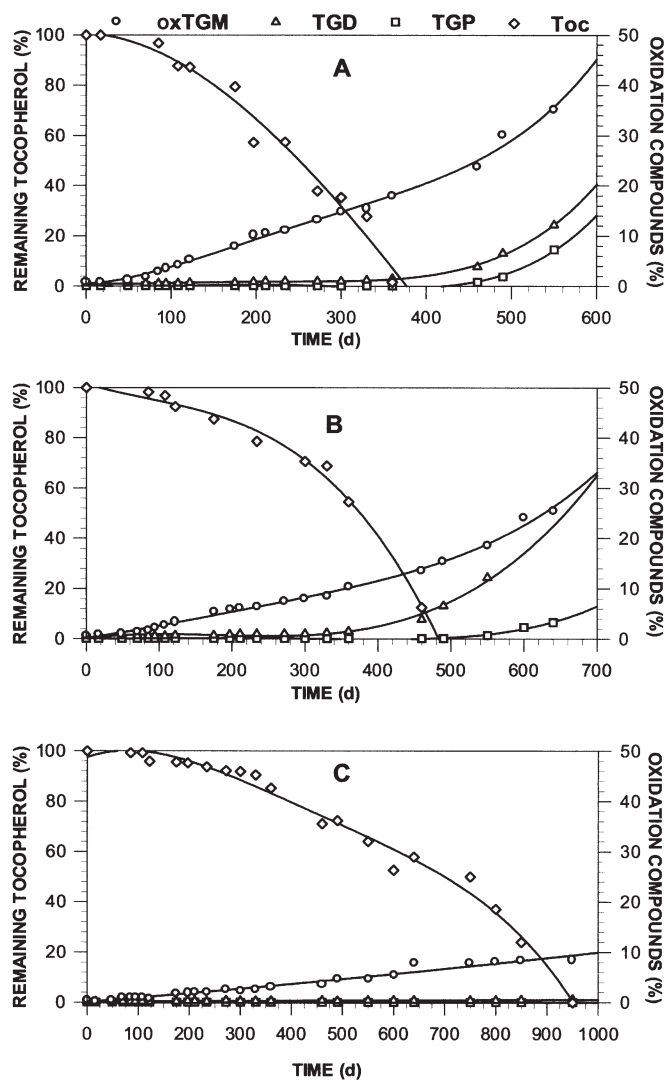 oxTGM TGD TGP Toc
A
REMAINING TOCOPHEROL (%)
100
80
60
40
20
0
50
40
30
20
10
0
OXIDATION COMPOUNDS (%)
0 100 200 300 400 500 600
TIME (d)
B
REMAINING TOCOPHEROL (%)
100
80
60
40
20
0
50
40
30
20
10
0
OXIDATION COMPOUNDS (%)
0 100 200 300 400 500 600 700
TIME (d)
C
REMAINING TOCOPHEROL (%)
100
80
60
40
20
0
50
40
30
20
10
0
OXIDATION COMPOUNDS (%)
0 100 200 300 400 500 600 700 800 900 1000
TIME (d)